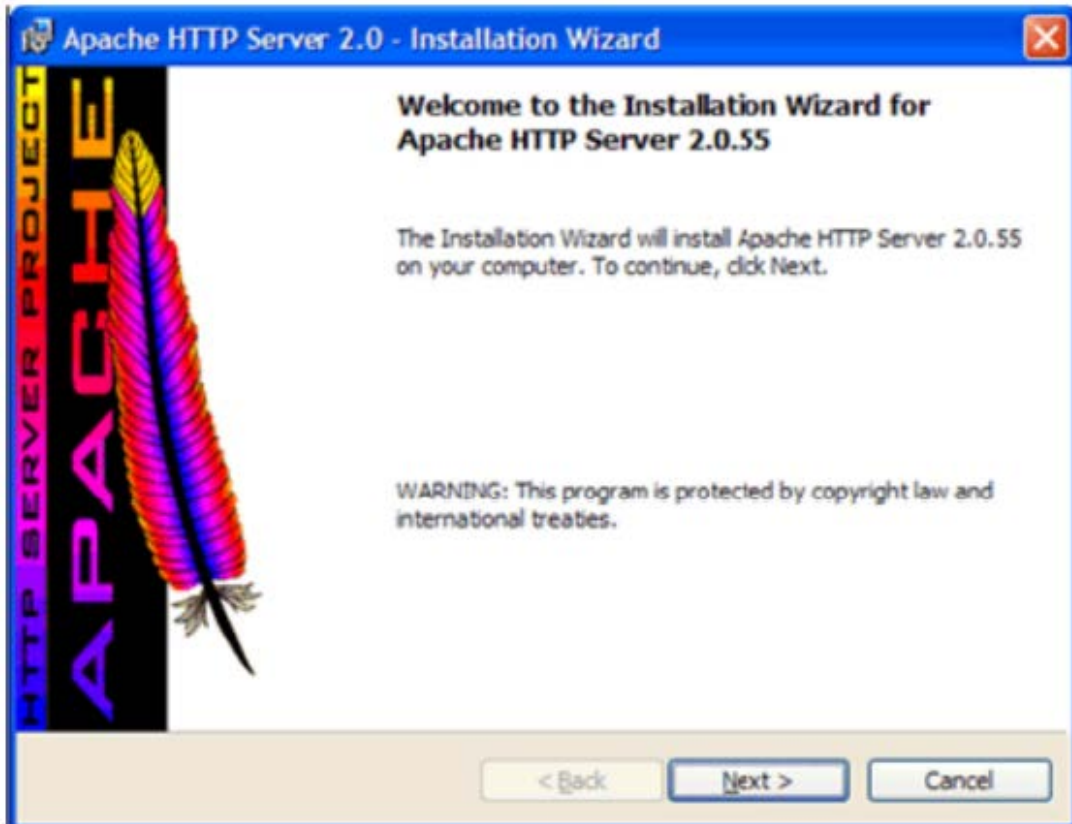 Apache HTTP Server 2.0 - Installation Wizard
HTTP SERVER PROJECT
APACHE
Welcome to the Installation Wizard for
Apache HTTP Server 2.0.55
The Installation Wizard will install Apache HTTP Server 2.0.55
on your computer. To continue, click Next.
WARNING: This program is protected by copyright law and
international treaties.
< Back
Next >
Cancel